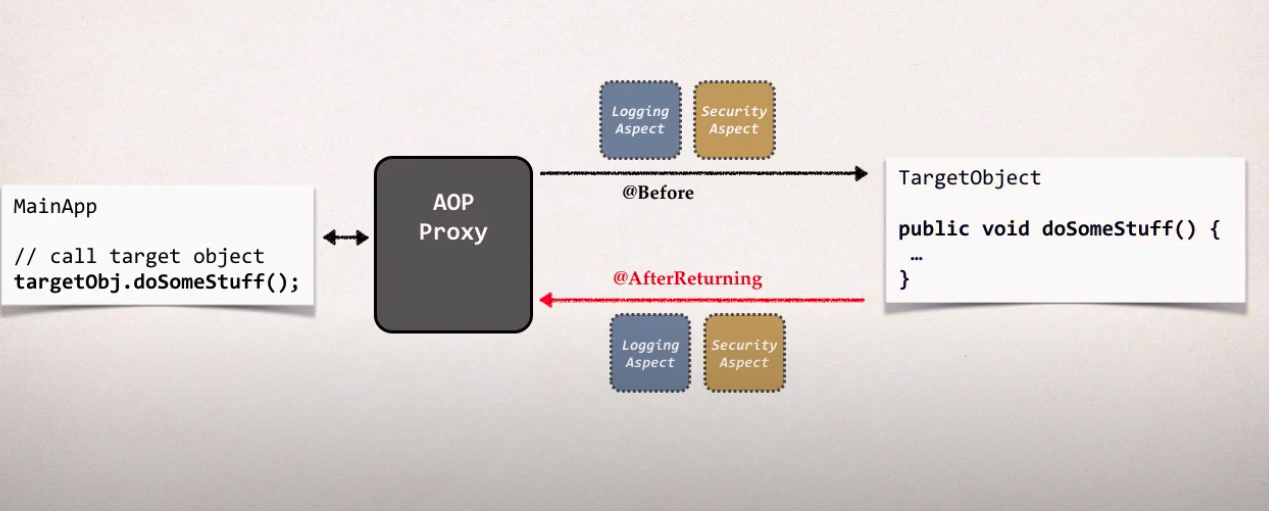 MainApp
// call target object
targetObj.doSomeStuff();
AOP
Proxy
Logging
Aspect
Security
Aspect
@Before
@AfterReturning
Logging
Aspect
Security
Aspect
TargetObject
public void doSomeStuff() {
…
}